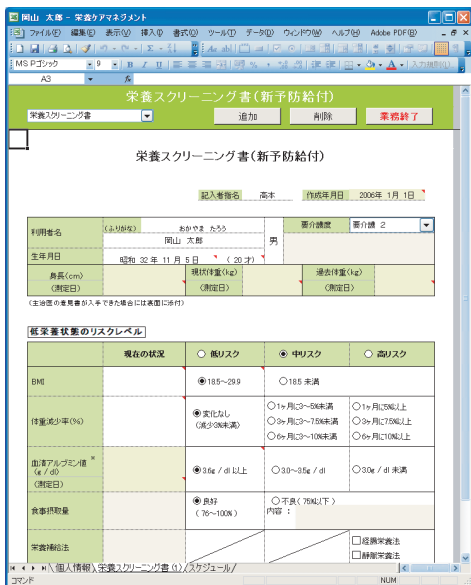 岡山 太郎 - 栄養ケアマネジメント
ファイル(F) 編集(E) 表示(V) 挿入(I) 書式(O) ツール(T) データ(D) ウィンドウ(W) ヘルプ(H) Adobe PDF(B)
MS Pゴシック 9 B I U
A3 fx
栄養スクリーニング書(新予防給付)
栄養スクリーニング書 追加 削除 業務終了
栄養スクリーニング書(新予防給付)
記入者指名 高本 作成年月日 2006年 1月 1日
利用者名 (ふりがな) おかやま たろう 男 要介護度 要介護 2
岡山 太郎
生年月日 昭和 32 年 11 月 5 日 ( 20 才)
身長(cm) 現状体重(kg) 過去体重(kg)
(測定日) (測定日) (測定日)
(主治医の意見書が入手できた場合には裏面に添付)
低栄養状態のリスクレベル
現在の状況 低リスク 中リスク 高リスク
BMI 18.5~29.9 18.5 未満
体重減少率(%) 変化なし (減少3%未満) 1ヶ月に3~5%未満 1ヶ月に5%以上
3ヶ月に3~7.5%未満 3ヶ月に7.5%以上
6ヶ月に3~10%未満 6ヶ月に10%以上
血清アルブミン値 ※
(g / dl) 3.6g / dl 以上 3.0~3.5g / dl 3.0g / dl 未満
(測定日)
食事摂取量 良好 不良( 75%以下 )
( 76~100% ) 内容 :
栄養補給法 経腸栄養法
静脈栄養法
個人情報 栄養スクリーニング書 (1) スケジュール
コマンド NUM